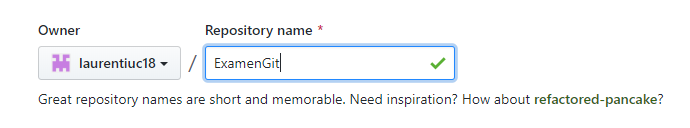 Owner Repository name *
laurentiuc18 / ExamenGit
Great repository names are short and memorable. Need inspiration? How about refactored-pancake?